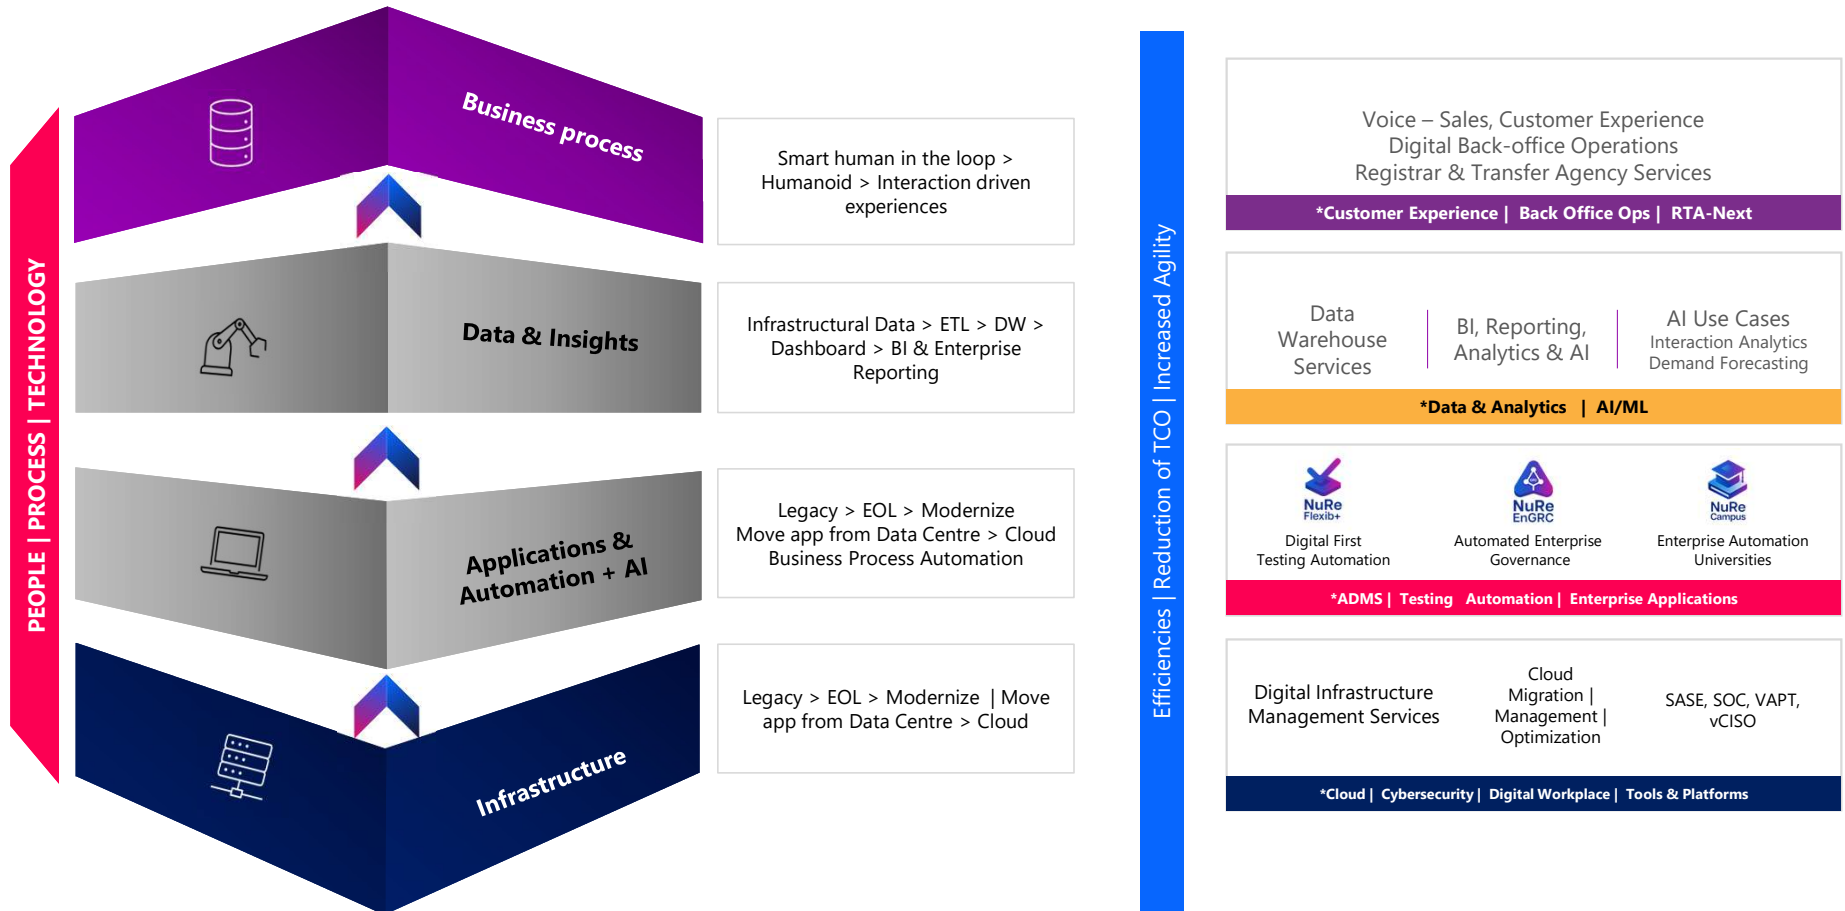 PEOPLE | PROCESS | TECHNOLOGY
Business process
Smart human in the loop >
Humanoid > Interaction driven
experiences
Data & Insights
Infrastructural Data > ETL > DW >
Dashboard > BI & Enterprise
Reporting
Applications &
Automation + AI
Legacy > EOL > Modernize
Move app from Data Centre > Cloud
Business Process Automation
Infrastructure
Legacy > EOL > Modernize | Move
app from Data Centre > Cloud
Efficiencies | Reduction of TCO | Increased Agility
Voice – Sales, Customer Experience
Digital Back-office Operations
Registrar & Transfer Agency Services
*Customer Experience | Back Office Ops | RTA-Next
Data
Warehouse
Services
BI, Reporting,
Analytics & AI
AI Use Cases
Interaction Analytics
Demand Forecasting
*Data & Analytics | AI/ML
NuRe
Flexib+
Digital First
Testing Automation
NuRe
EnGRC
Automated Enterprise
Governance
NuRe
Campus
Enterprise Automation
Universities
*ADMS | Testing Automation | Enterprise Applications
Digital Infrastructure
Management Services
Cloud
Migration |
Management |
Optimization
SASE, SOC, VAPT,
vCISO
*Cloud | Cybersecurity | Digital Workplace | Tools & Platforms